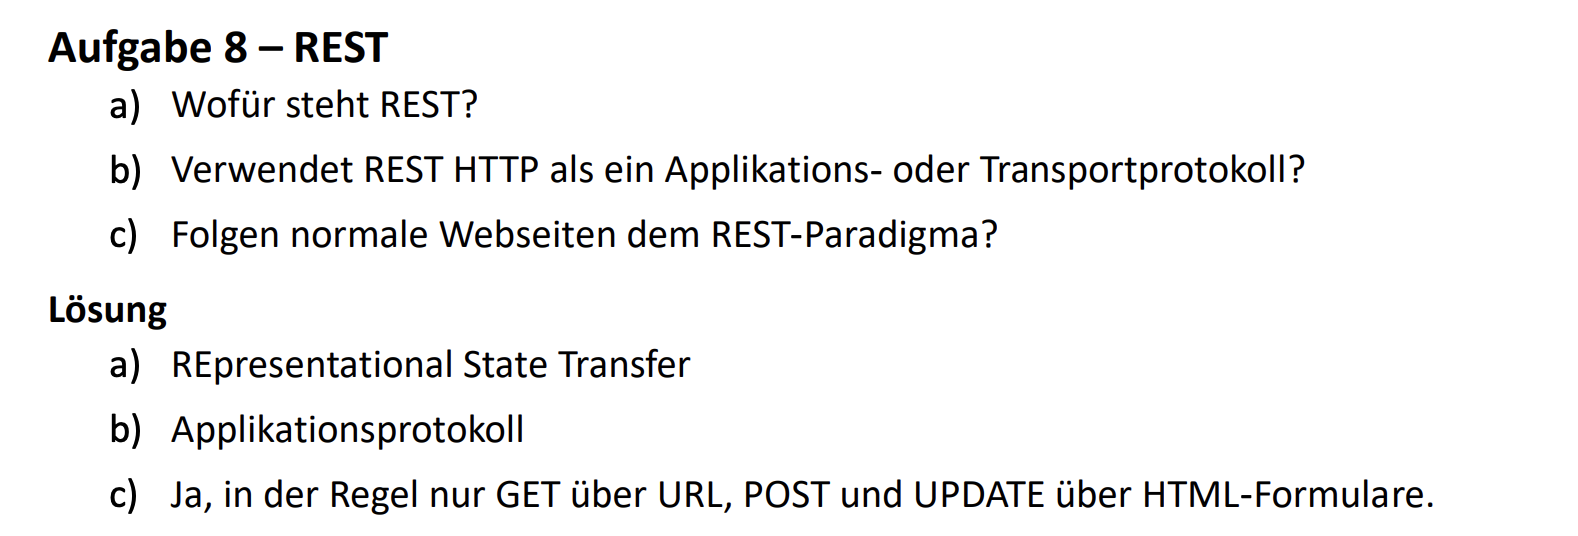 Aufgabe 8 – REST
a) Wofür steht REST?
b) Verwendet REST HTTP als ein Applikations- oder Transportprotokoll?
c) Folgen normale Webseiten dem REST-Paradigma?
Lösung
a) REpresentational State Transfer
b) Applikationsprotokoll
c) Ja, in der Regel nur GET über URL, POST und UPDATE über HTML-Formulare.